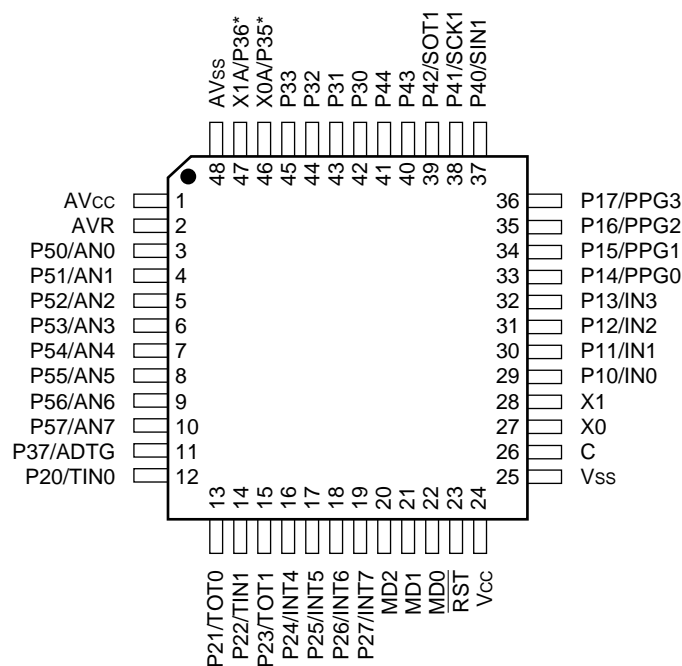 AVss
X1A/P36*
X0A/P35*
P33
P32
P31
P30
P44
P43
P42/SOT1
P41/SCK1
P40/SIN1
48
47
46
45
44
43
42
41
40
39
38
37
AVcc 1
AVR 2
P50/AN0 3
P51/AN1 4
P52/AN2 5
P53/AN3 6
P54/AN4 7
P55/AN5 8
P56/AN6 9
P57/AN7 10
P37/ADTG 11
P20/TIN0 12
36 P17/PPG3
35 P16/PPG2
34 P15/PPG1
33 P14/PPG0
32 P13/IN3
31 P12/IN2
30 P11/IN1
29 P10/IN0
28 X1
27 X0
26 C
25 Vss
13
14
15
16
17
18
19
20
21
22
23
24
P21/TOT0
P22/TIN1
P23/TOT1
P24/INT4
P25/INT5
P26/INT6
P27/INT7
MD2
MD1
MD0
RST
Vcc